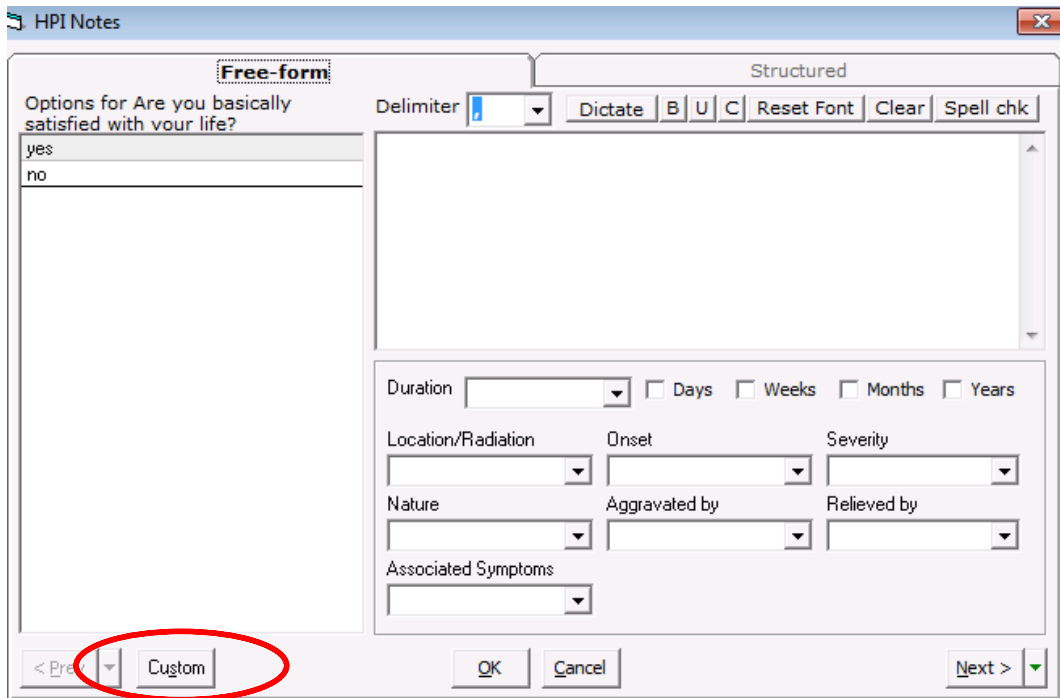 HPI Notes
Free-form
Structured
Options for Are you basically
satisfied with your life?
Delimiter , Dictate B U C Reset Font Clear Spell chk
yes
no
Duration Days Weeks Months Years
Location/Radiation Onset Severity
Nature Aggravated by Relieved by
Associated Symptoms
< Prev Custom OK Cancel Next >